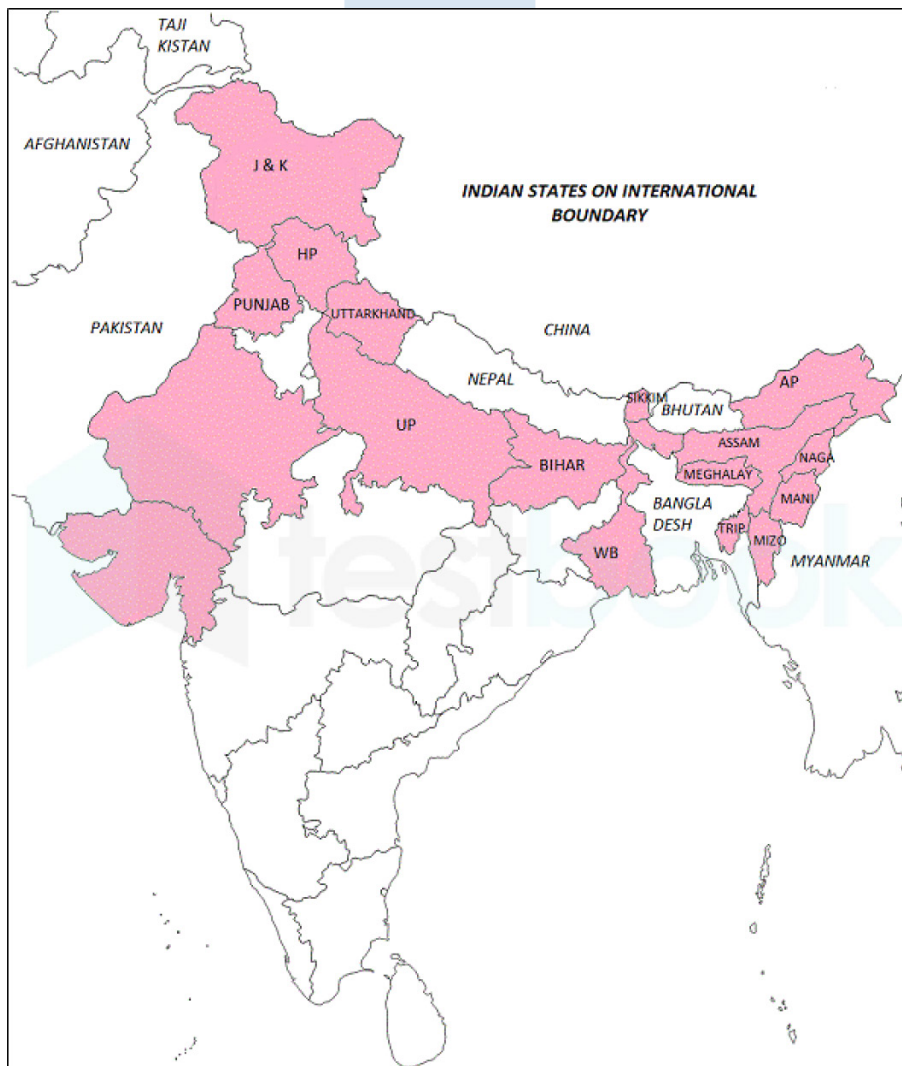 TAJI
KISTAN
AFGHANISTAN
J & K
INDIAN STATES ON INTERNATIONAL
BOUNDARY
HP
PUNJAB
UTTARKHAND
PAKISTAN
CHINA
NEPAL
SIKKIM
BHUTAN
AP
UP
ASSAM
BIHAR
MEGHALAY
NAGA
BANGLA
DESH
MANI
TRIP
MIZO
WB
MYANMAR
testbook